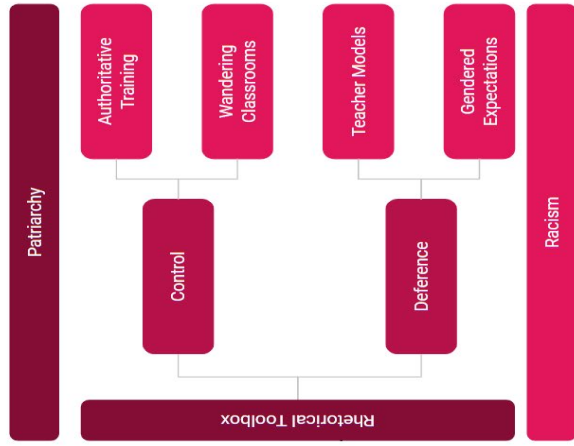 Patriarchy
Authoritative
Training
Wandering
Classrooms
Teacher Models
Gendered
Expectations
Control
Deference
Rhetorical Toolbox
Racism